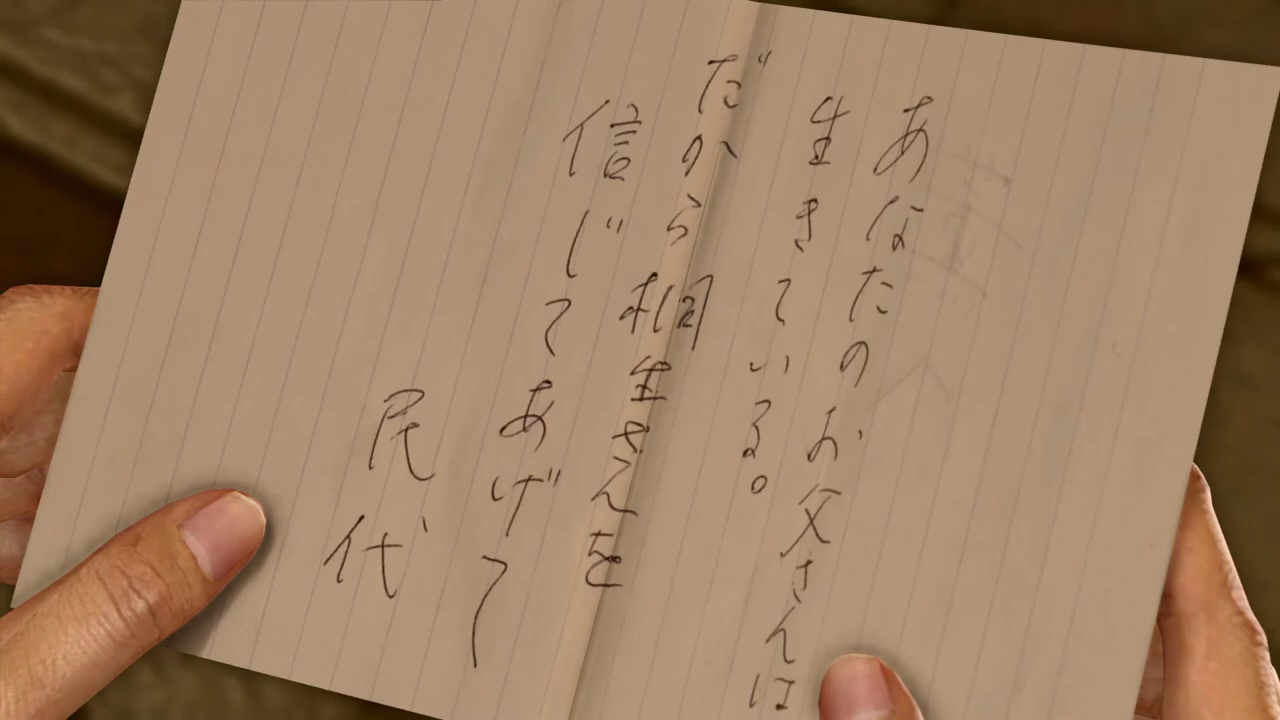 あなたのお父さんは
生きている。
だから桐生さんを
信じてあげて
民代